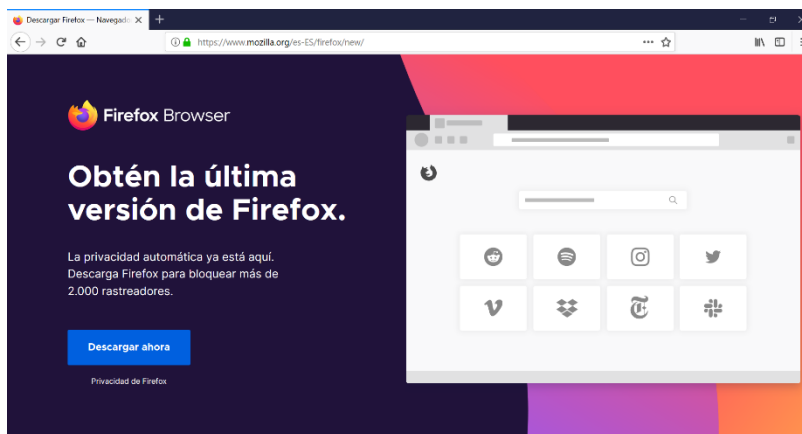 Descargar Firefox — Navegado
https://www.mozilla.org/es-ES/firefox/new/
Firefox Browser
Obtén la última
versión de Firefox.
La privacidad automática ya está aquí.
Descarga Firefox para bloquear más de
2.000 rastreadores.
Descargar ahora
Privacidad de Firefox